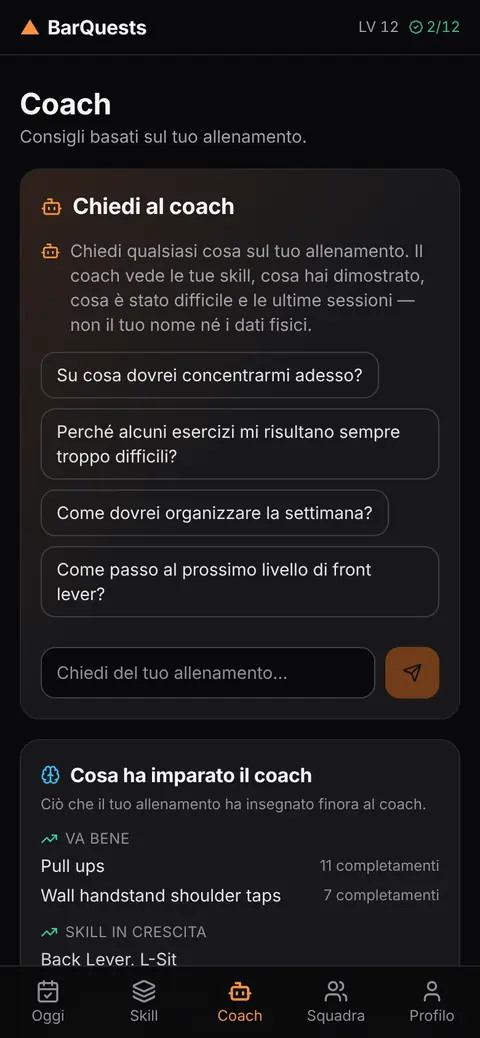 BarQuests
LV 12
2/12
Coach
Consigli basati sul tuo allenamento.
Chiedi al coach
Chiedi qualsiasi cosa sul tuo allenamento. Il
coach vede le tue skill, cosa hai dimostrato,
cosa è stato difficile e le ultime sessioni —
non il tuo nome né i dati fisici.
Su cosa dovrei concentrarmi adesso?
Perché alcuni esercizi mi risultano sempre
troppo difficili?
Come dovrei organizzare la settimana?
Come passo al prossimo livello di front
lever?
Chiedi del tuo allenamento...
Cosa ha imparato il coach
Ciò che il tuo allenamento ha insegnato finora al coach.
VA BENE
Pull ups 11 completamenti
Wall handstand shoulder taps 7 completamenti
SKILL IN CRESCITA
Back Lever, L-Sit
Oggi
Skill
Coach
Squadra
Profilo